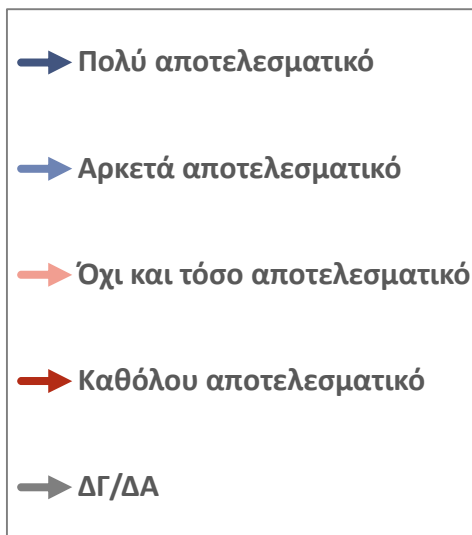 Πολύ αποτελεσματικό
Αρκετά αποτελεσματικό
Όχι και τόσο αποτελεσματικό
Καθόλου αποτελεσματικό
ΔΓ/ΔΑ